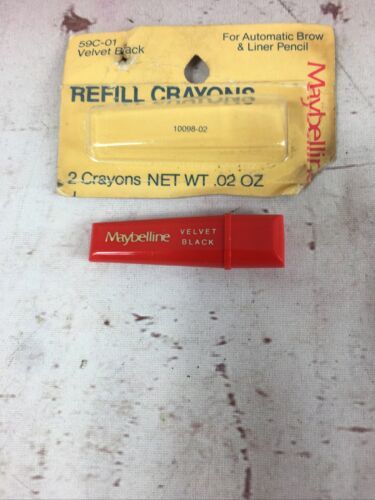 59C-01
Velvet Black
For Automatic Brow
& Liner Pencil
REFILL CRAYONS
Maybelline
10098-02
2 Crayons NET WT .02 OZ
Maybelline
VELVET
BLACK